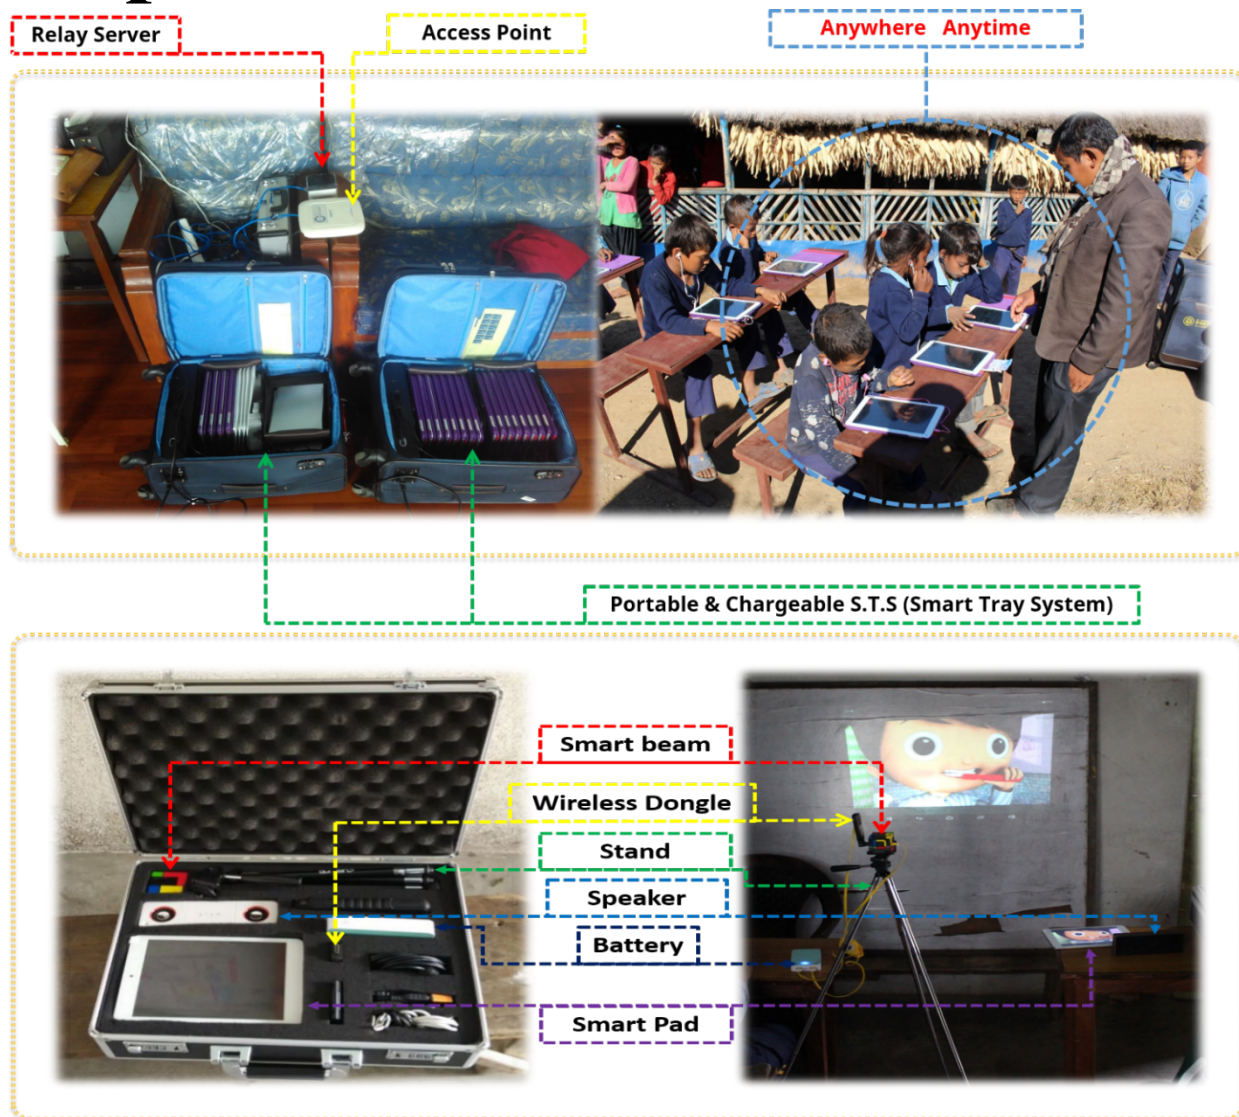 Relay Server
Access Point
Anywhere Anytime
Portable & Chargeable S.T.S (Smart Tray System)
Smart beam
Wireless Dongle
Stand
Speaker
Battery
Smart Pad